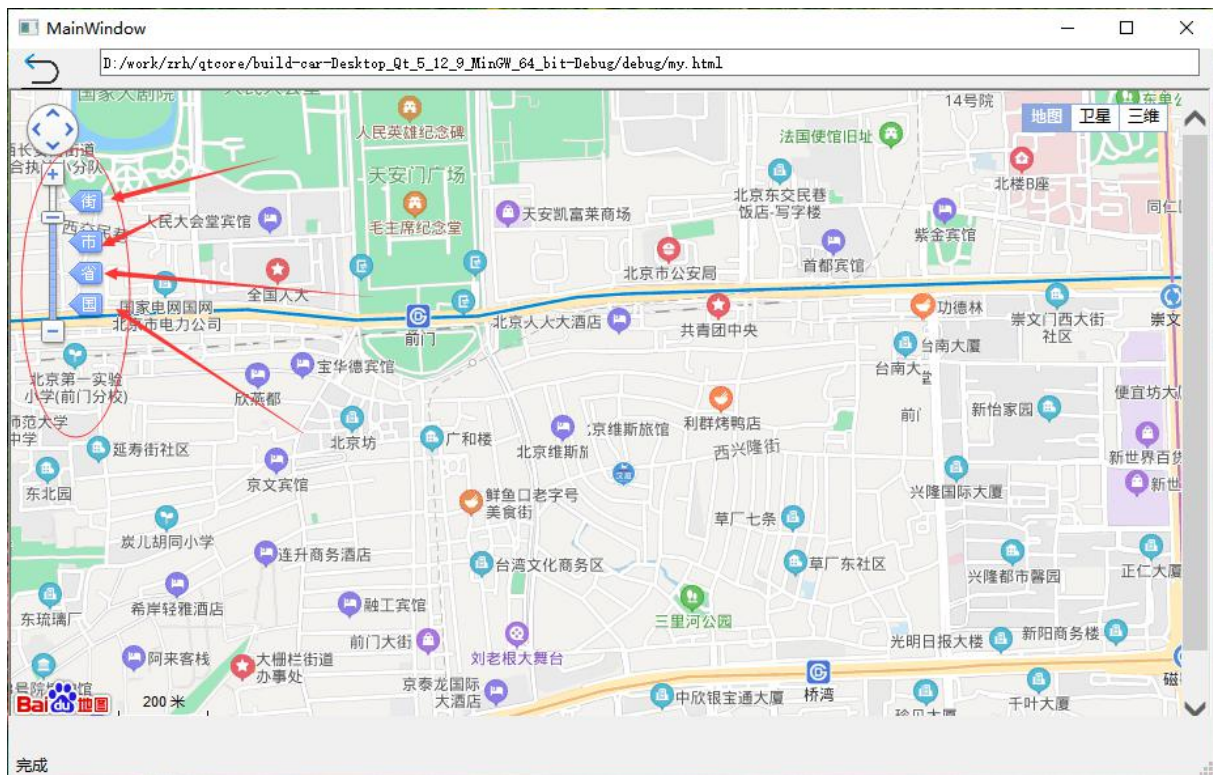 MainWindow
D:/work/zrh/qtcore/build-car-Desktop_Qt_5_12_9_MinGW_64_bit-Debug/debug/my.html
国家大剧院
14号院
地图
卫星
三维
人民英雄纪念碑
法国使馆旧址
天安门广场
北楼B座
北京东交民巷
饭店-写字楼
街
市
省
国
人民大会堂宾馆
毛主席纪念堂
天安凯富莱商场
紫金宾馆
同仁
首都宾馆
北京市公安局
全国人大
国家电网国网
北京市电力公司
前门
北京人人大酒店
共青团中央
功德林
崇文门西大街
社区
崇文
台南大厦
宝华德宾馆
北京第一实验
小学(前门分校)
欣燕都
便宜坊大
师范大学
中学
延寿街社区
北京坊
广和楼
北京维斯旅
京维斯旅馆
利群烤鸭店
西兴隆街
前
新怡家园
新世界百货
新世
东北园
京文宾馆
鲜鱼口老字号
美食街
兴隆国际大厦
草厂七条
炭儿胡同小学
连升商务酒店
台湾文化商务区
草厂东社区
兴隆都市馨园
正仁大厦
东琉璃厂
希岸轻雅酒店
融工宾馆
三里河公园
前门大街
刘老根大舞台
光明日报大楼
新阳商务楼
阿来客栈
大栅栏街道
办事处
京泰龙国际
大酒店
中欣银宝通大厦
桥湾
千叶大厦
磁
Bai 地图
200 米
完成